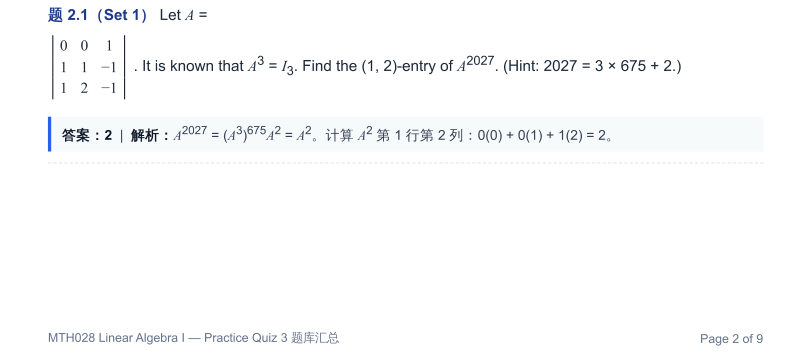 题 2.1（Set 1） Let A =
0 0 1
1 1 −1 . It is known that A³ = I₃. Find the (1, 2)-entry of A²⁰²⁷. (Hint: 2027 = 3 × 675 + 2.)
1 2 −1
答案：2 | 解析：A²⁰²⁷ = (A³)⁶⁷⁵A² = A²。计算 A² 第 1 行第 2 列：0(0) + 0(1) + 1(2) = 2。
MTH028 Linear Algebra I — Practice Quiz 3 题库汇总
Page 2 of 9